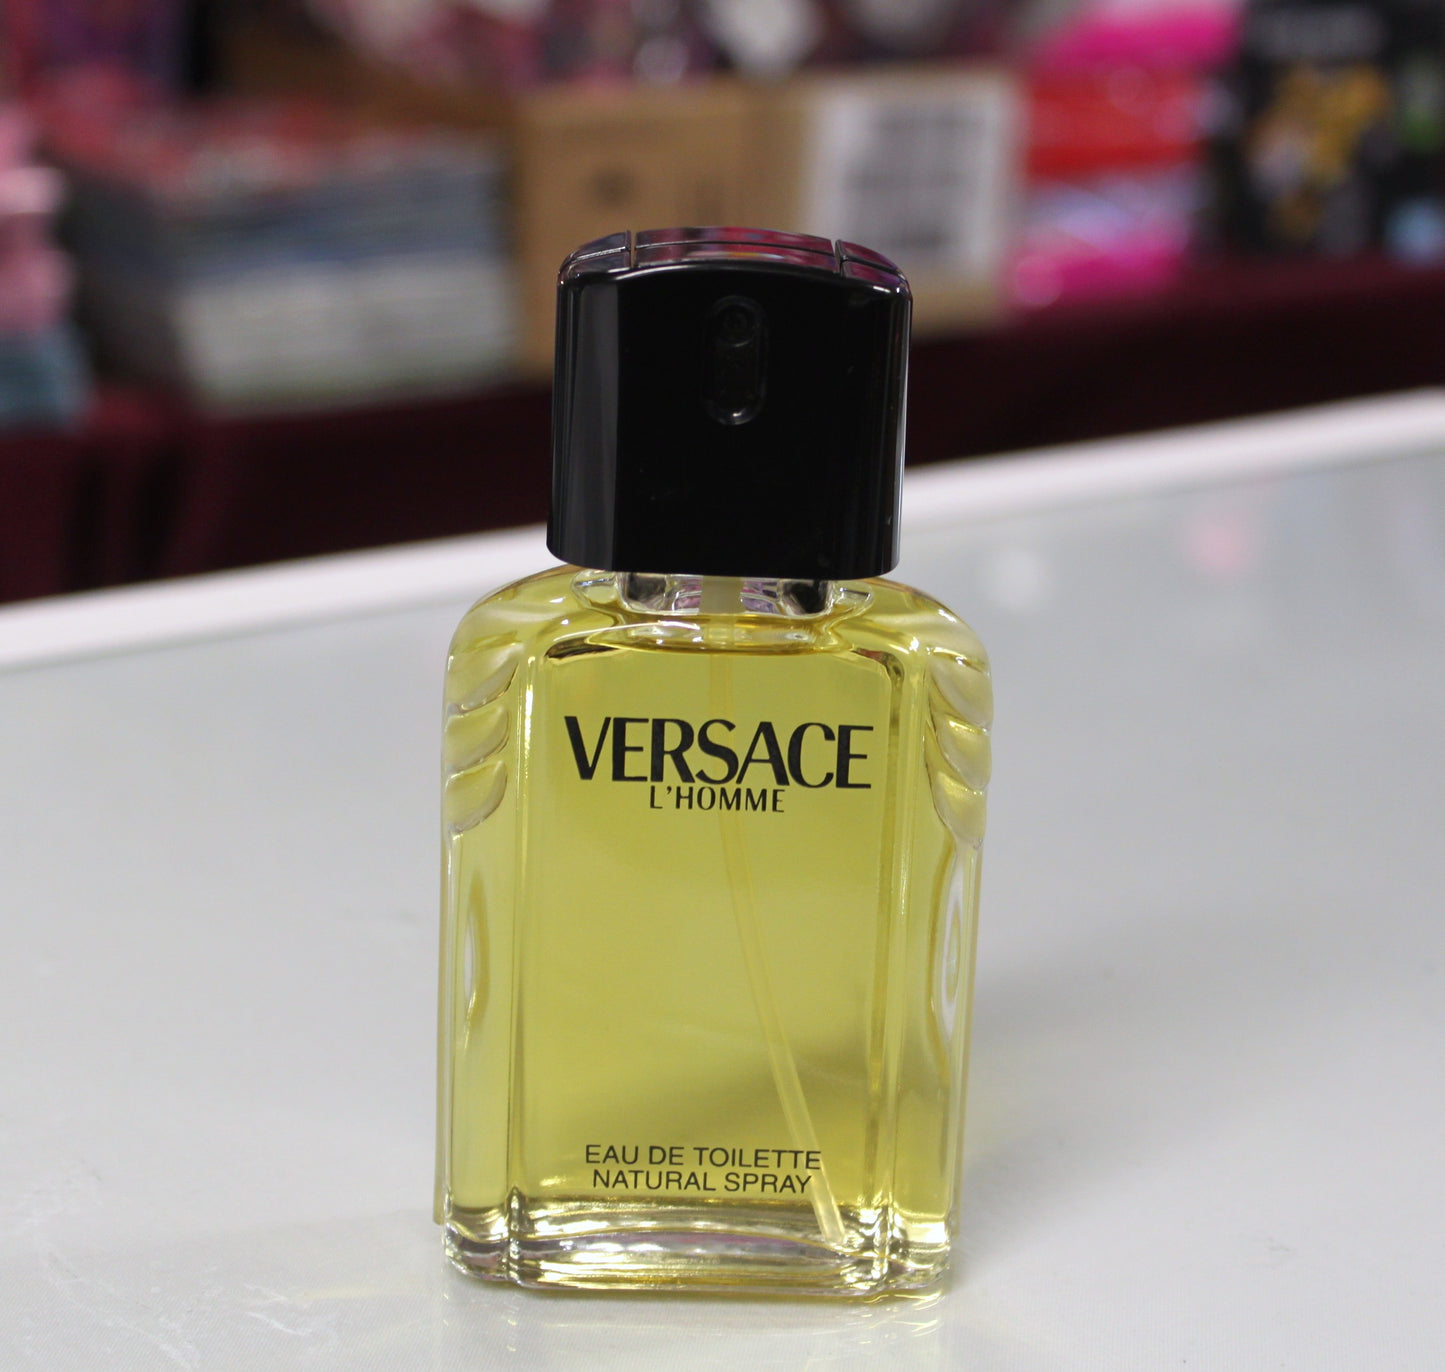 VERSACE
L'HOMME
EAU DE TOILETTE
NATURAL SPRAY